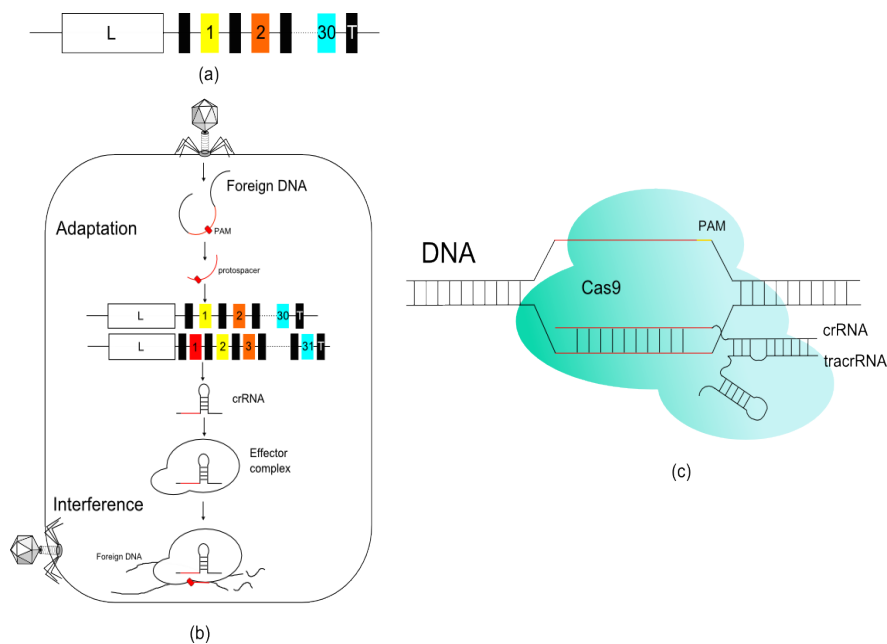 L 1 2 30 T
(a)
Foreign DNA
Adaptation
PAM
protospacer
L 1 2 30 T
L 1 2 3 31 T
crRNA
Effector
complex
Interference
Foreign DNA
(b)
PAM
DNA
Cas9
crRNA
tracrRNA
(c)